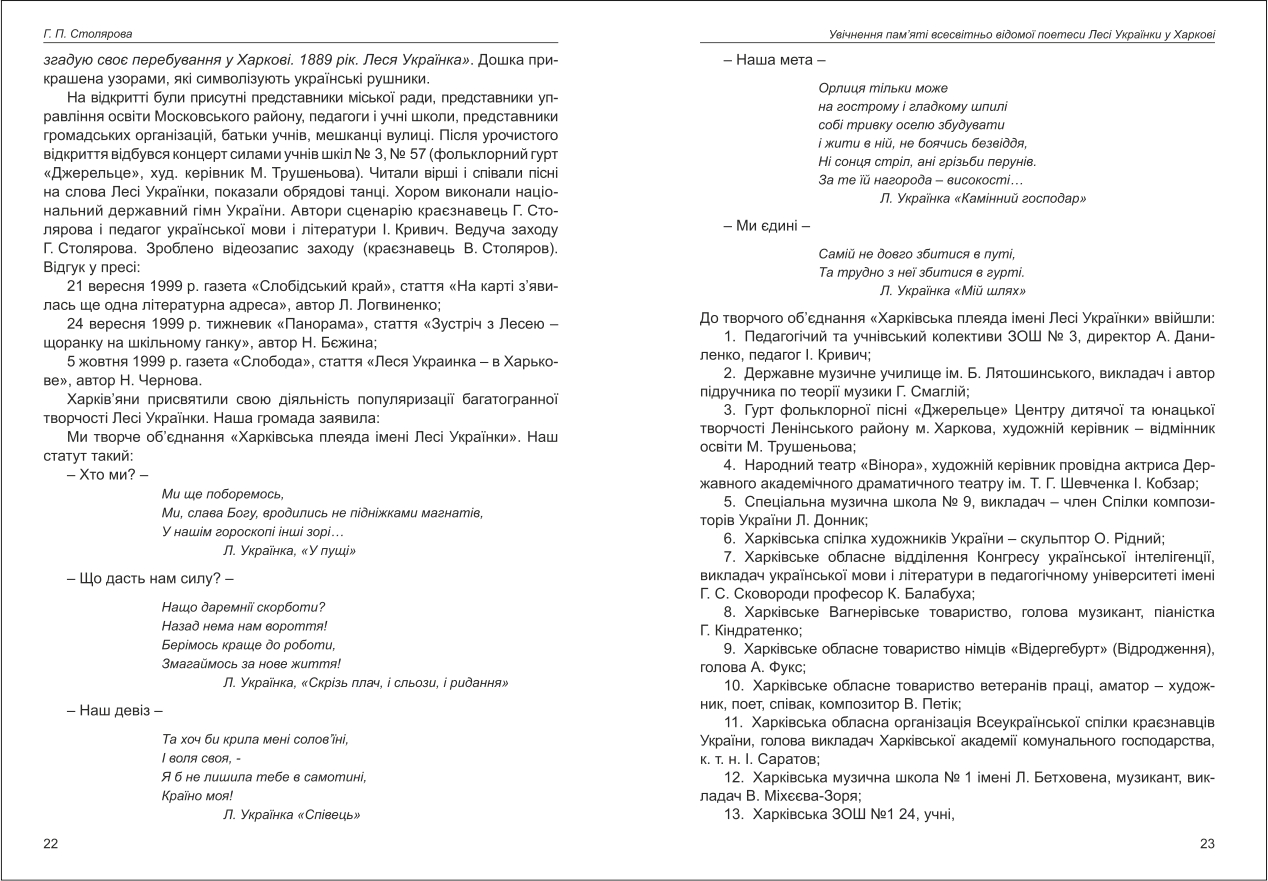 Г. П. Столярова
згадую своє перебування у Харкові. 1889 рік. Леся Українка». Дошка при-
крашена узорами, які символізують українські рушники.
На відкритті були присутні представники міської ради, представники уп-
равління освіти Московського району, педагоги і учні школи, представники
громадських організацій, батьки учнів, мешканці вулиці. Після урочистого
відкриття відбувся концерт силами учнів шкіл № 3, № 57 (фольклорний гурт
«Джерельце», худ. керівник М. Трушеньова). Читали вірші і співали пісні
на слова Лесі Українки, показали обрядові танці. Хором виконали націо-
нальний державний гімн України. Автори сценарію краєзнавець Г. Сто-
лярова і педагог української мови і літератури І. Кривич. Ведуча заходу
Г. Столярова. Зроблено відеозапис заходу (краєзнавець В. Столяров).
Відгук у пресі:
21 вересня 1999 р. газета «Слобідський край», стаття «На карті з’яви-
лась ще одна літературна адреса», автор Л. Логвиненко;
24 вересня 1999 р. тижневик «Панорама», стаття «Зустріч з Лесею –
щоранку на шкільному ганку», автор Н. Бєжина;
5 жовтня 1999 р. газета «Слобода», стаття «Леся Украинка – в Харько-
ве», автор Н. Чернова.
Харків’яни присвятили свою діяльність популяризації багатогранної
творчості Лесі Українки. Наша громада заявила:
Ми творче об’єднання «Харківська плеяда імені Лесі Українки». Наш
статут такий:
– Хто ми? –
Ми ще поборемось,
Ми, слава Богу, вродились не підніжками магнатів,
У нашім гороскопі інші зорі…
Л. Українка, «У пущі»
– Що дасть нам силу? –
Нащо даремнії скорботи?
Назад нема нам вороття!
Берімось краще до роботи,
Змагаймось за нове життя!
Л. Українка, «Скрізь плач, і сльози, і ридання»
– Наш девіз –
Та хоч би крила мені солов’їні,
І воля своя, -
Я б не лишила тебе в самотині,
Країно моя!
Л. Українка «Співець»
22
Увічнення пам’яті всесвітньо відомої поетеси Лесі Українки у Харкові
– Наша мета –
Орлиця тільки може
на гострому і гладкому шпилі
собі тривку оселю збудувати
і жити в ній, не боячись безвіддя,
Ні сонця стріл, ані грізьби перунів.
За те їй нагорода – високості…
Л. Українка «Камінний господар»
– Ми єдині –
Самій не довго збитися в путі,
Та трудно з неї збитися в гурті.
Л. Українка «Мій шлях»
До творчого об’єднання «Харківська плеяда імені Лесі Українки» ввійшли:
1. Педагогічий та учнівський колективи ЗОШ № 3, директор А. Дани-
ленко, педагог І. Кривич;
2. Державне музичне училище ім. Б. Лятошинського, викладач і автор
підручника по теорії музики Г. Смаглій;
3. Гурт фольклорної пісні «Джерельце» Центру дитячої та юнацької
творчості Ленінського району м. Харкова, художній керівник – відмінник
освіти М. Трушеньова;
4. Народний театр «Вінора», художній керівник провідна актриса Дер-
жавного академічного драматичного театру ім. Т. Г. Шевченка І. Кобзар;
5. Спеціальна музична школа № 9, викладач – член Спілки компози-
торів України Л. Донник;
6. Харківська спілка художників України – скульптор О. Рідний;
7. Харківське обласне відділення Конгресу української інтелігенції,
викладач української мови і літератури в педагогічному університеті імені
Г. С. Сковороди професор К. Балабуха;
8. Харківське Вагнерівське товариство, голова музикант, піаністка
Г. Кіндратенко;
9. Харківське обласне товариство німців «Відергебурт» (Відродження),
голова А. Фукс;
10. Харківське обласне товариство ветеранів праці, аматор – худож-
ник, поет, співак, композитор В. Петік;
11. Харківська обласна організація Всеукраїнської спілки краєзнавців
України, голова викладач Харківської академії комунального господарства,
к. т. н. І. Саратов;
12. Харківська музична школа № 1 імені Л. Бетховена, музикант, вик-
ладач В. Міхєєва-Зоря;
13. Харківська ЗОШ №1 24, учні,
23